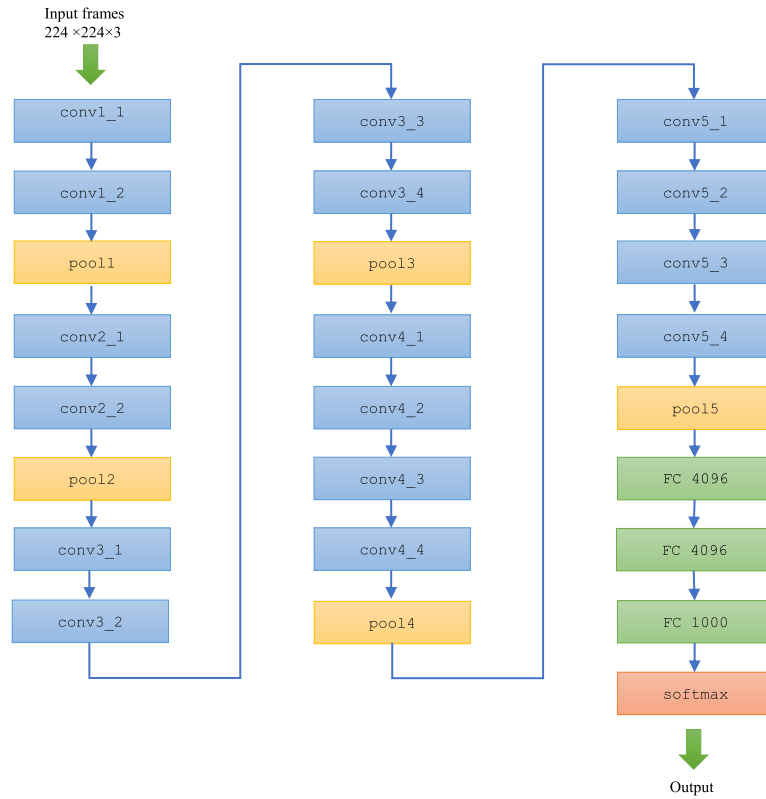 Input frames
224 ×224×3
conv1_1
conv1_2
pool1
conv2_1
conv2_2
pool2
conv3_1
conv3_2
conv3_3
conv3_4
pool3
conv4_1
conv4_2
conv4_3
conv4_4
pool4
conv5_1
conv5_2
conv5_3
conv5_4
pool5
FC 4096
FC 4096
FC 1000
softmax
Output